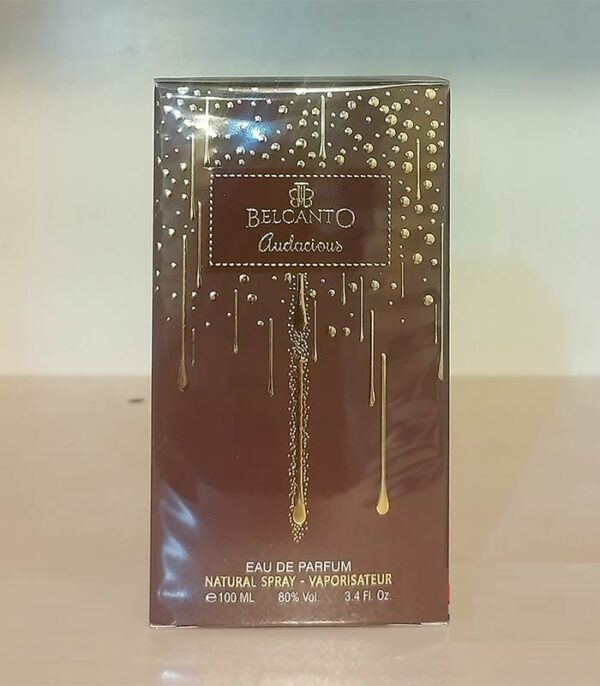 BELCANTO
Audacious
EAU DE PARFUM
NATURAL SPRAY - VAPORISATEUR
℮100 ML 80% Vol. 3.4 Fl. Oz.